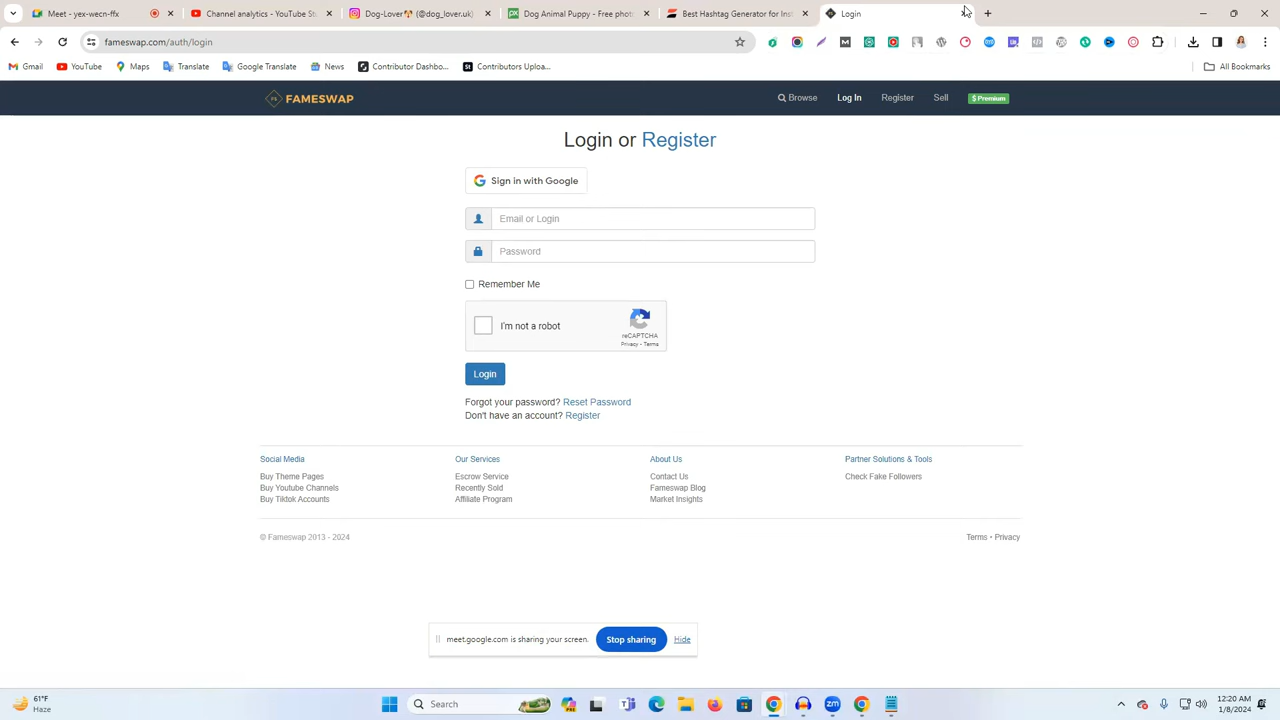 Meet - yew-wecn-fx
Channel analytics - YouTube
Dog-Lover🐶 (@dog_lover.k)
Dog Animal Puppy - Free photo
Best Hashtag Generator for Inst
Login
fameswap.com/auth/login
Gmail
YouTube
Maps
Translate
Google Translate
News
Contributor Dashbo...
Contributors Uploa...
All Bookmarks
FAMESWAP
Browse
Log In
Register
Sell
$ Premium
Login or Register
Sign in with Google
Email or Login
Password
Remember Me
I'm not a robot
reCAPTCHA
Privacy - Terms
Login
Forgot your password? Reset Password
Don't have an account? Register
Social Media
Buy Theme Pages
Buy Youtube Channels
Buy Tiktok Accounts
Our Services
Escrow Service
Recently Sold
Affiliate Program
About Us
Contact Us
Fameswap Blog
Market Insights
Partner Solutions & Tools
Check Fake Followers
© Fameswap 2013 - 2024
Terms • Privacy
meet.google.com is sharing your screen.
Stop sharing
Hide
61°F
Haze
Search
12:20 AM
1/8/2024